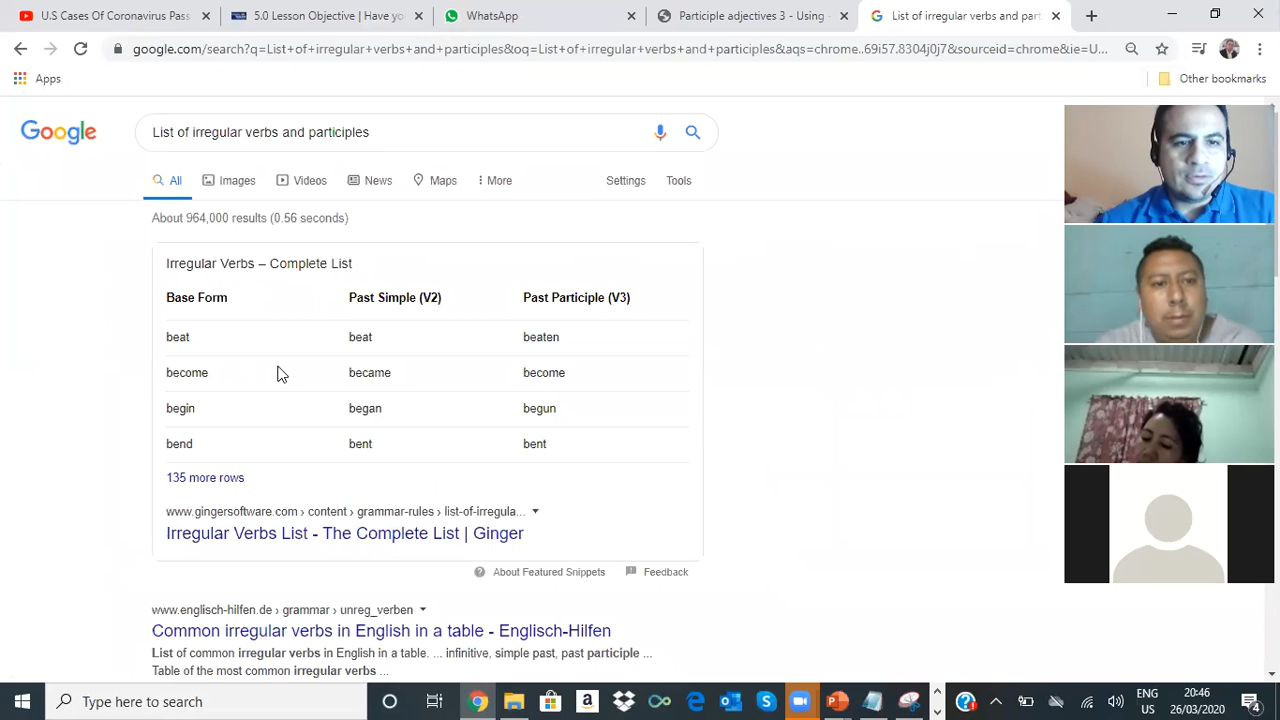 U.S Cases Of Coronavirus Pass
5.0 Lesson Objective | Have yo
WhatsApp
Participle adjectives 3 - Using
List of irregular verbs and part
google.com/search?q=List+of+irregular+verbs+and+participles&oq=List+of+irregular+verbs+and+participles&aqs=chrome..69i57.8304j0j7&sourceid=chrome&ie=U...
Apps
Other bookmarks
Google
List of irregular verbs and participles
All Images Videos News Maps More Settings Tools
About 964,000 results (0.56 seconds)
Irregular Verbs – Complete List
Base Form Past Simple (V2) Past Participle (V3)
beat beat beaten
become became become
begin began begun
bend bent bent
135 more rows
www.gingersoftware.com › content › grammar-rules › list-of-irregula...
Irregular Verbs List - The Complete List | Ginger
About Featured Snippets Feedback
www.englisch-hilfen.de › grammar › unreg_verben
Common irregular verbs in English in a table - Englisch-Hilfen
List of common irregular verbs in English in a table. ... infinitive, simple past, past participle ...
Table of the most common irregular verbs ...
Type here to search
ENG
US
20:46
26/03/2020
4